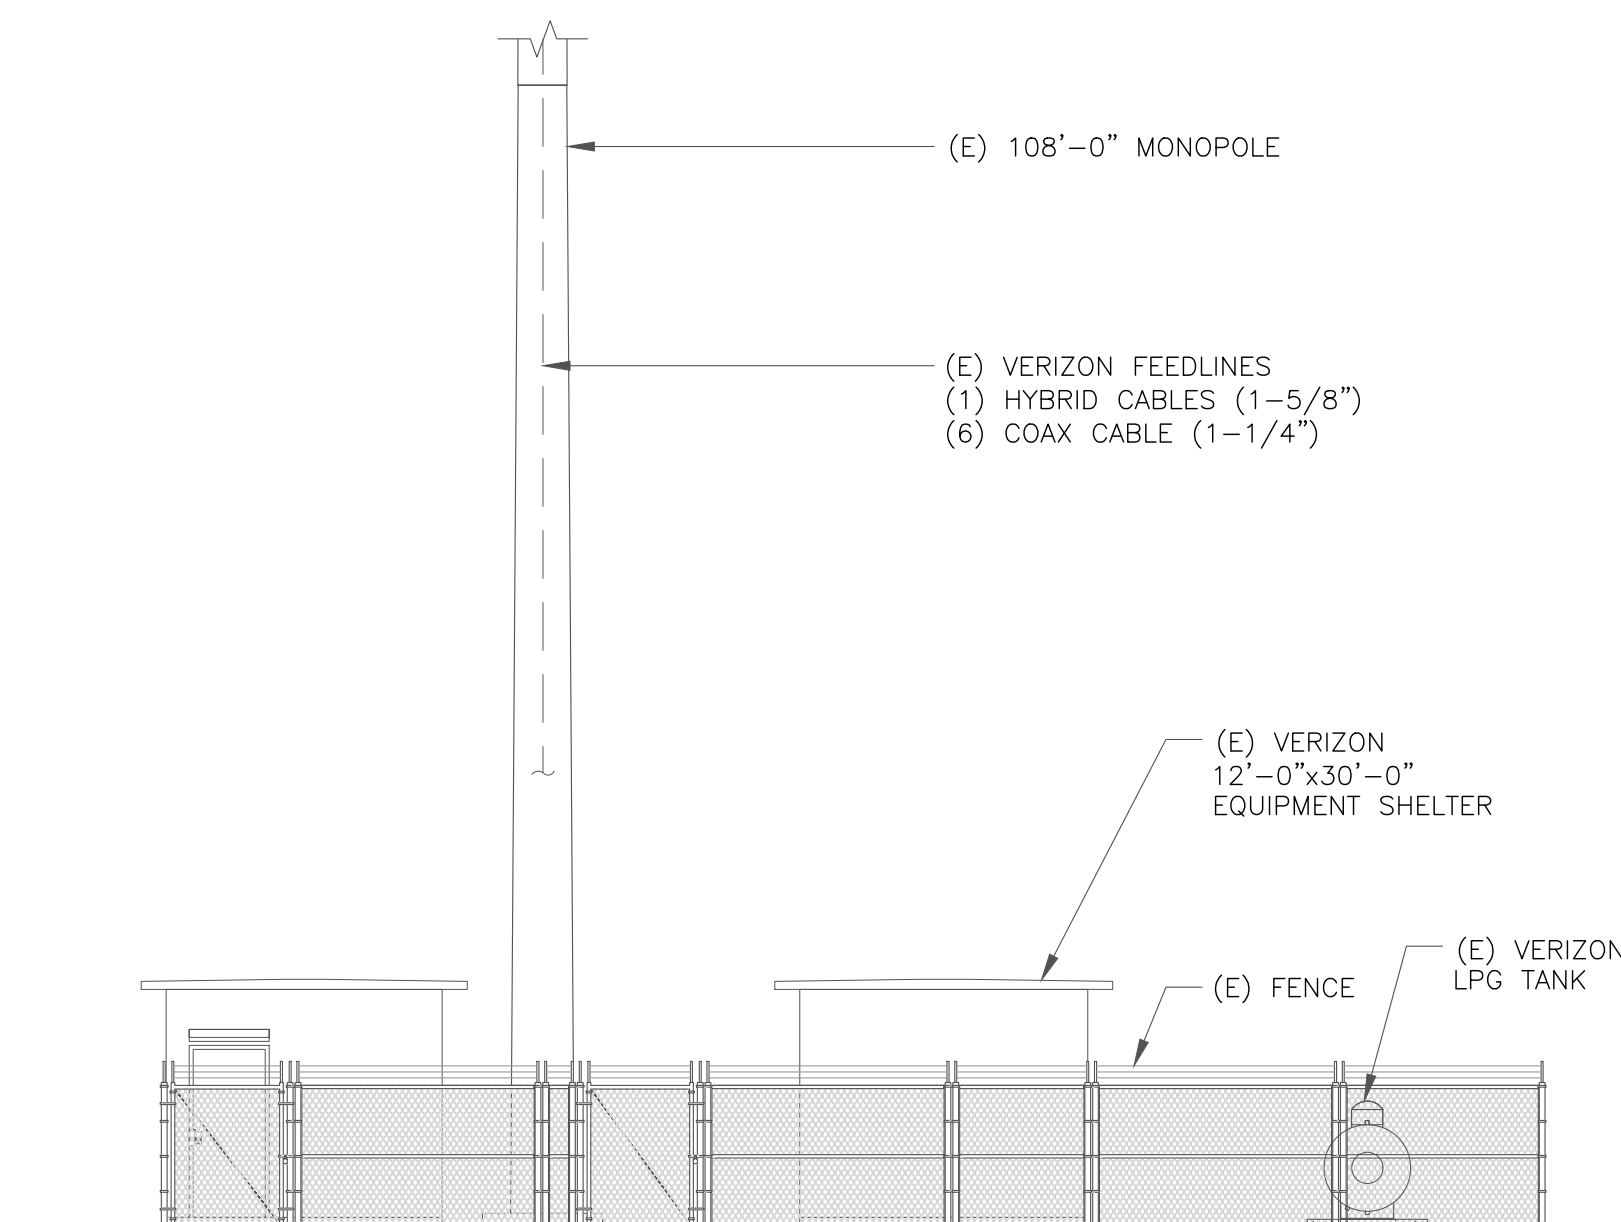 (E) 108’-0” MONOPOLE
(E) VERIZON FEEDLINES
(1) HYBRID CABLES (1-5/8”)
(6) COAX CABLE (1-1/4”)
(E) VERIZON
12’-0”x30’-0”
EQUIPMENT SHELTER
(E) VERIZON
LPG TANK
(E) FENCE